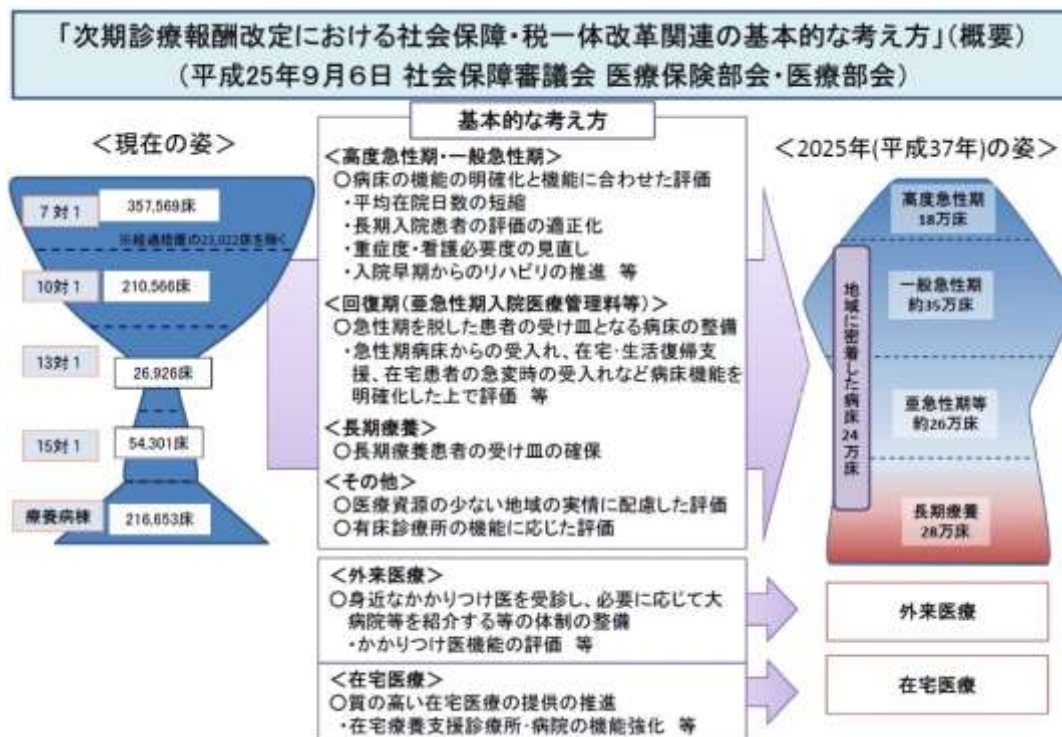 「次期診療報酬改定における社会保障・税一体改革関連の基本的な考え方」(概要)
(平成25年9月6日 社会保障審議会 医療保険部会・医療部会)
<現在の姿>
7対1
357,569床
※経過措置の23,022床を除く
10対1
210,566床
13対1
26,926床
15対1
54,301床
療養病棟
216,653床
基本的な考え方
<高度急性期・一般急性期>
○病床の機能の明確化と機能に合わせた評価
・平均在院日数の短縮
・長期入院患者の評価の適正化
・重症度・看護必要度の見直し
・入院早期からのリハビリの推進 等
<回復期(亜急性期入院医療管理料等)>
○急性期を脱した患者の受け皿となる病床の整備
・急性期病床からの受入れ、在宅・生活復帰支
援、在宅患者の急変時の受入れなど病床機能を
明確化した上で評価 等
<長期療養>
○長期療養患者の受け皿の確保
<その他>
○医療資源の少ない地域の実情に配慮した評価
○有床診療所の機能に応じた評価
<外来医療>
○身近なかかりつけ医を受診し、必要に応じて大
病院等を紹介する等の体制の整備
・かかりつけ医機能の評価 等
<在宅医療>
○質の高い在宅医療の提供の推進
・在宅療養支援診療所・病院の機能強化 等
<2025年(平成37年)の姿>
高度急性期
18万床
一般急性期
約35万床
亜急性期等
約26万床
長期療養
28万床
地域に密着した病床24万床
外来医療
在宅医療